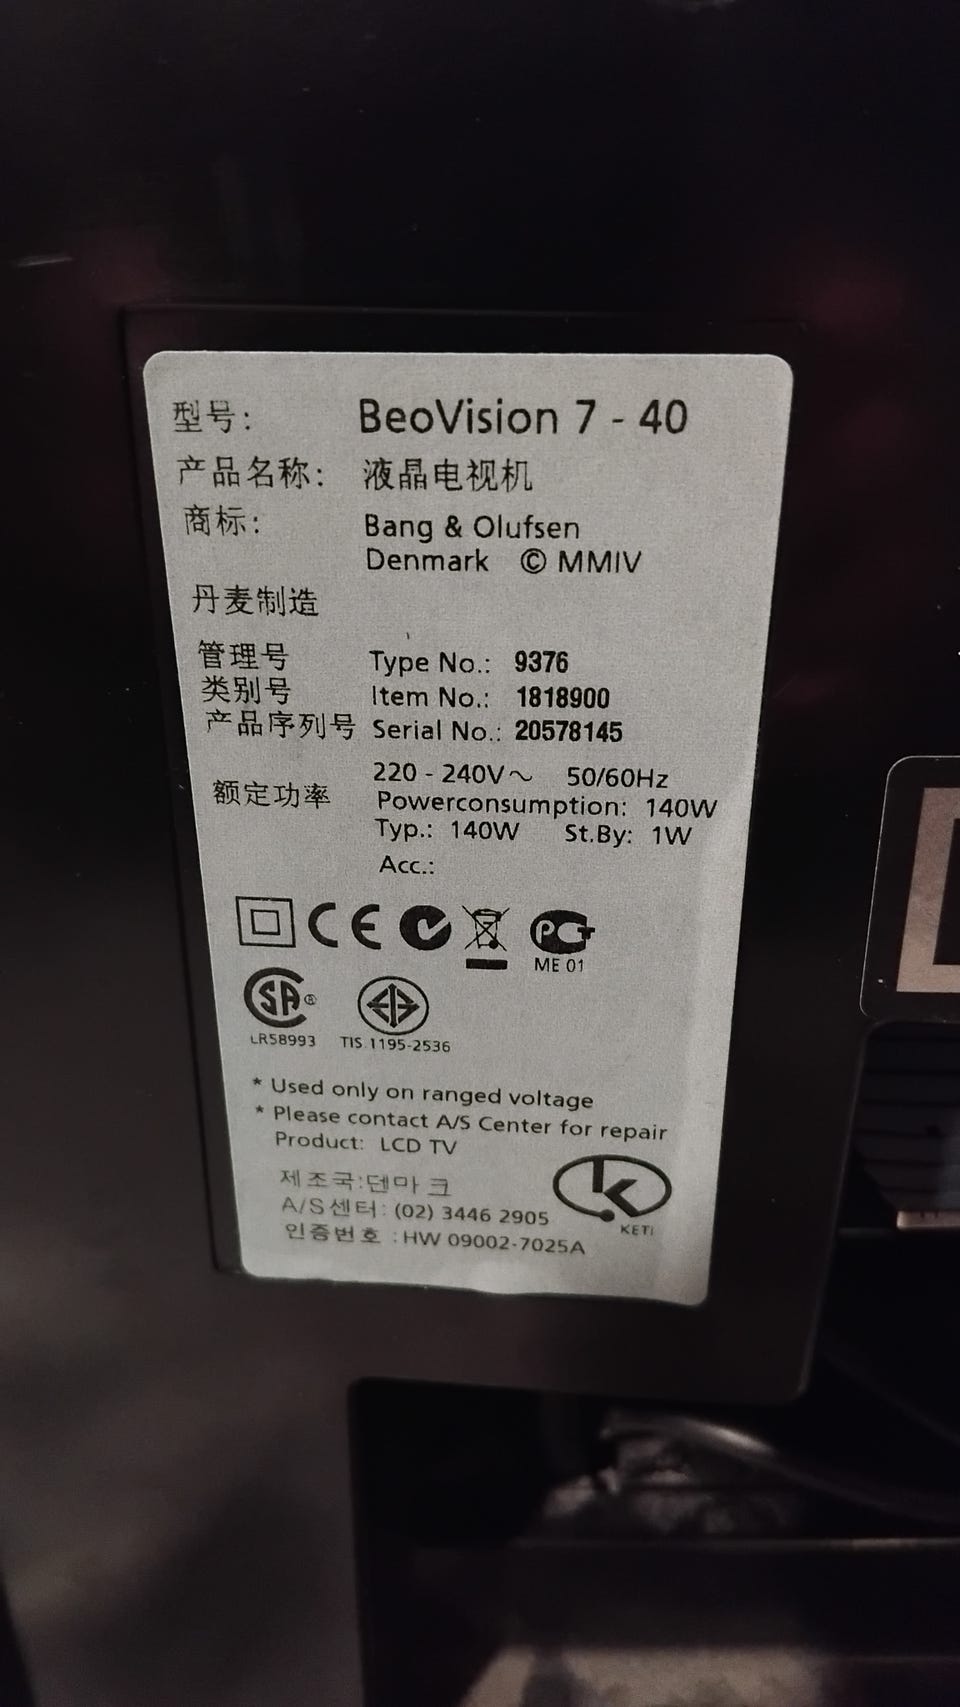 型号: BeoVision 7 - 40
产品名称: 液晶电视机
商标: Bang & Olufsen
Denmark © MMIV
丹麦制造
管理号 Type No.: 9376
类别号 Item No.: 1818900
产品序列号 Serial No.: 20578145
220 - 240V~ 50/60Hz
额定功率 Powerconsumption: 140W
Typ.: 140W St.By: 1W
Acc.:
CE PCT
ME 01
SA®
LR58993 TIS 1195-2536
* Used only on ranged voltage
* Please contact A/S Center for repair
Product: LCD TV
제조국:덴마크
A/S센터: (02) 3446 2905
K KETI
인증번호 :HW 09002-7025A